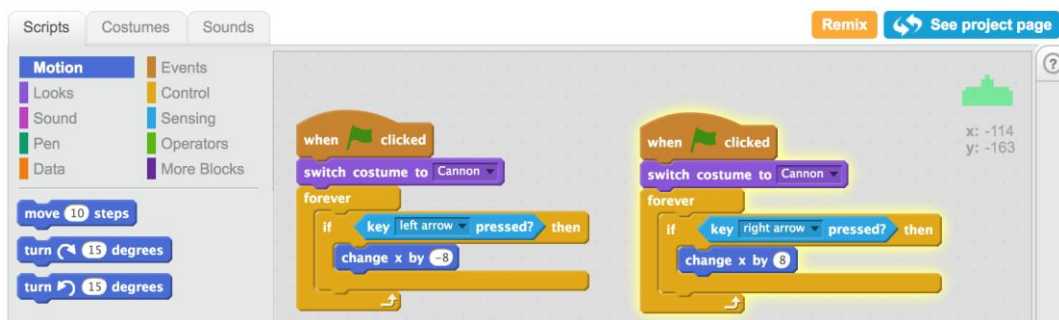 Scripts Costumes Sounds
Remix See project page
Motion Events
Looks Control
Sound Sensing
Pen Operators
Data More Blocks
move 10 steps
turn 15 degrees
turn 15 degrees
when clicked
switch costume to Cannon
forever
if key left arrow pressed? then
change x by -8
when clicked
switch costume to Cannon
forever
if key right arrow pressed? then
change x by 8
x: -114
y: -163
?